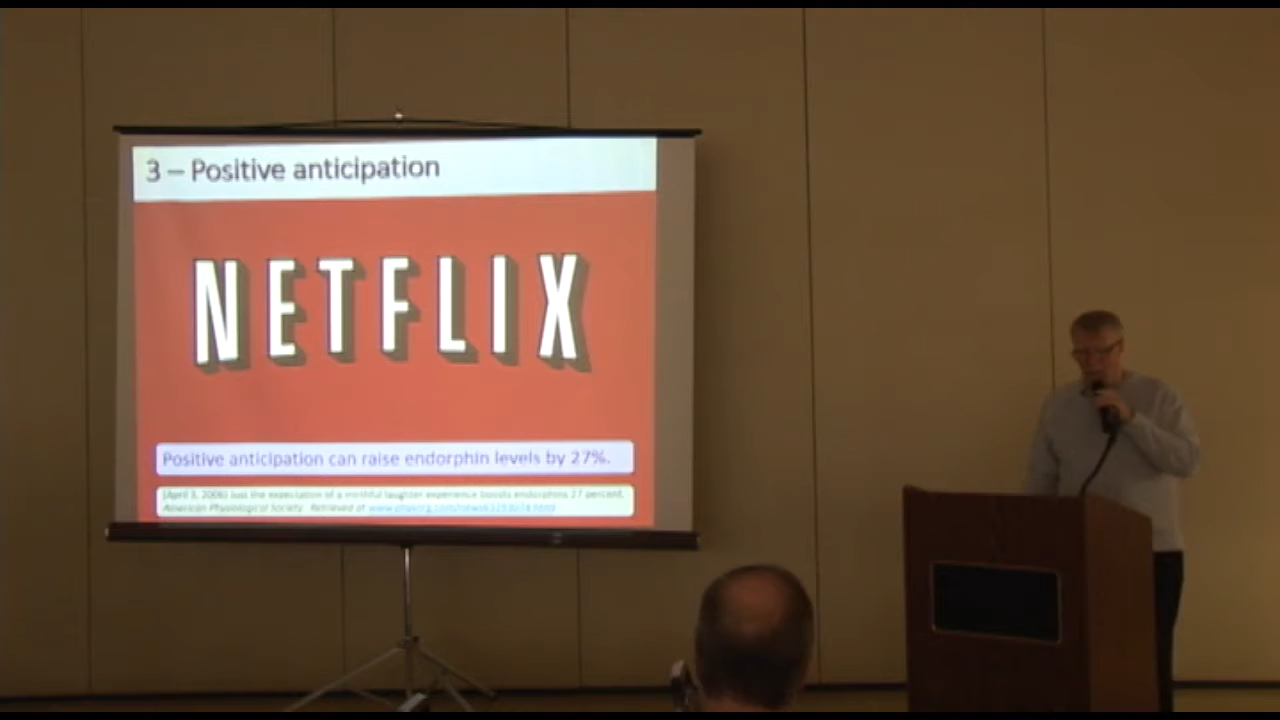 3 – Positive anticipation
NETFLIX
Positive anticipation can raise endorphin levels by 27%.
(April 3, 2006) Just the expectation of a mirthful laughter experience boosts endorphins 27 percent,
American Physiological Society. Retrieved at